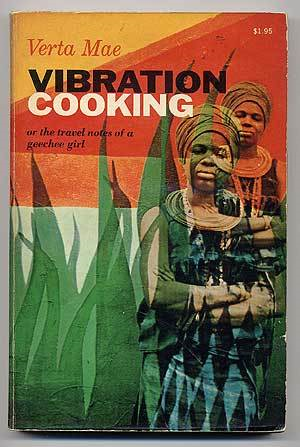 $1.95
Verta Mae
VIBRATION
COOKING
or the travel notes of a
geechee girl